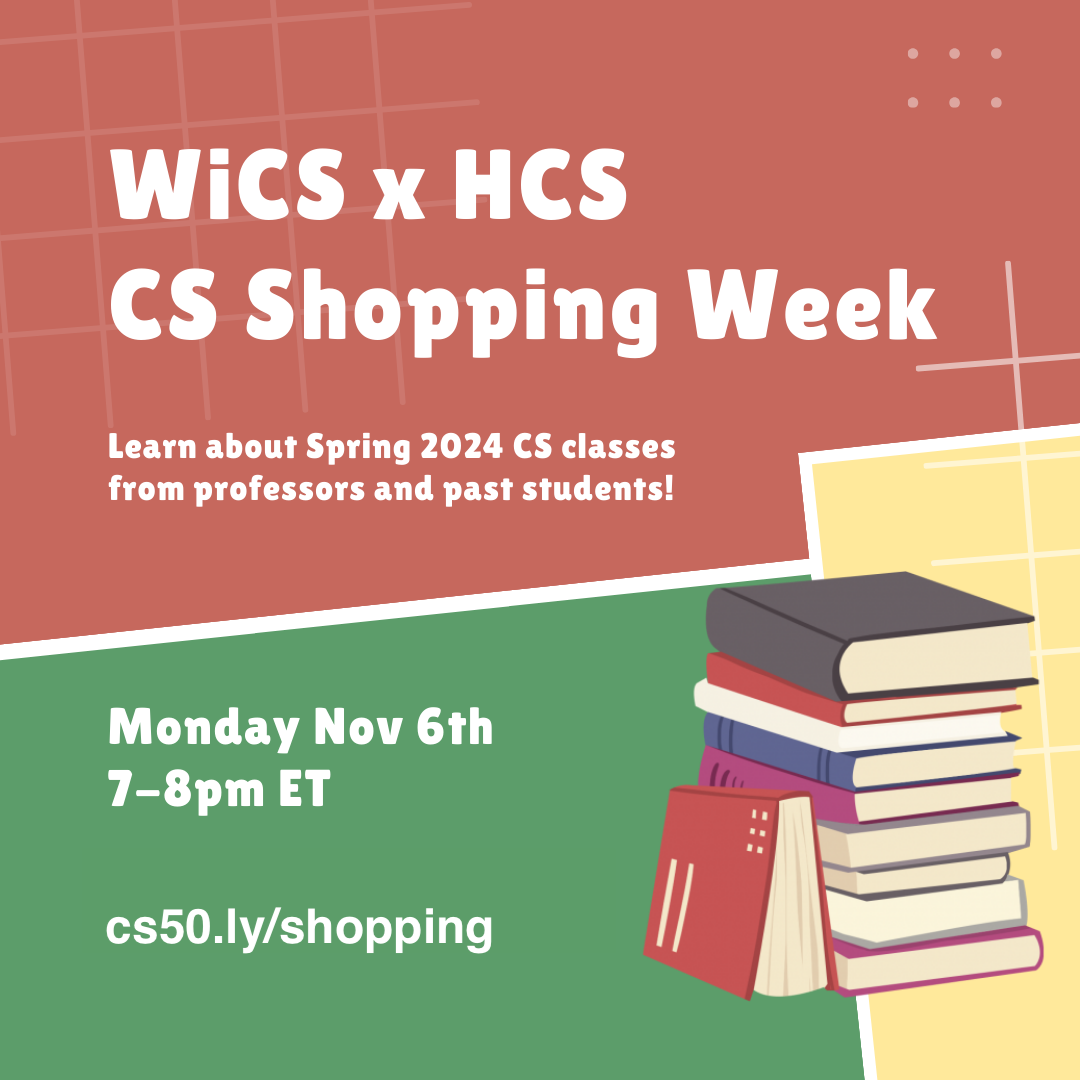 WiCS x HCS
CS Shopping Week
Learn about Spring 2024 CS classes
from professors and past students!
Monday Nov 6th
7–8pm ET
cs50.ly/shopping